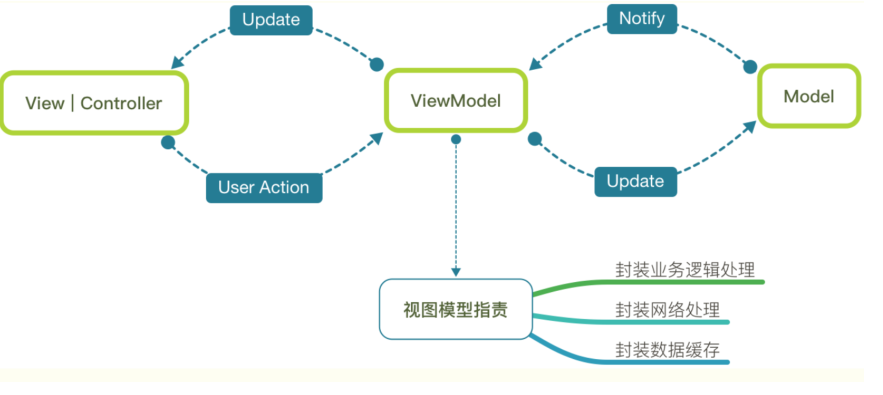 Update
Notify
View | Controller
ViewModel
Model
User Action
Update
视图模型指责
封装业务逻辑处理
封装网络处理
封装数据缓存